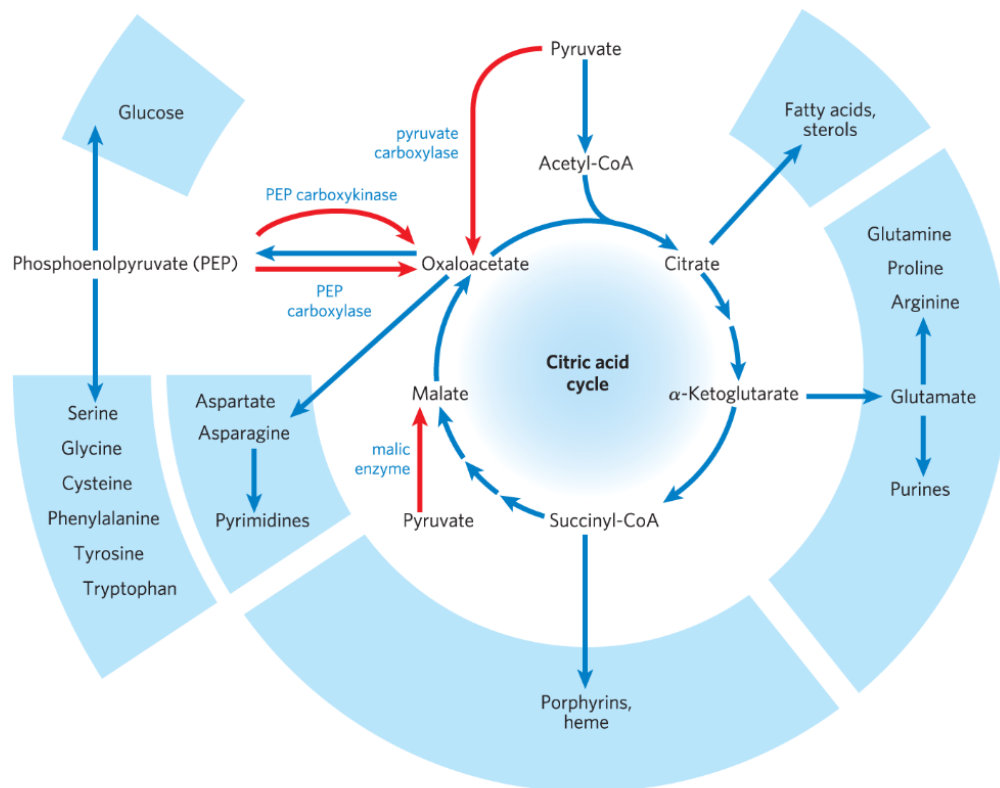 Pyruvate
Glucose
Fatty acids,
sterols
pyruvate
carboxylase
Acetyl-CoA
PEP carboxykinase
Phosphoenolpyruvate (PEP)
Oxaloacetate
Citrate
PEP
carboxylase
Glutamine
Proline
Arginine
Citric acid
cycle
Malate
α-Ketoglutarate
Glutamate
Purines
Serine
Glycine
Cysteine
Phenylalanine
Tyrosine
Tryptophan
Aspartate
Asparagine
Pyrimidines
malic
enzyme
Pyruvate
Succinyl-CoA
Porphyrins,
heme